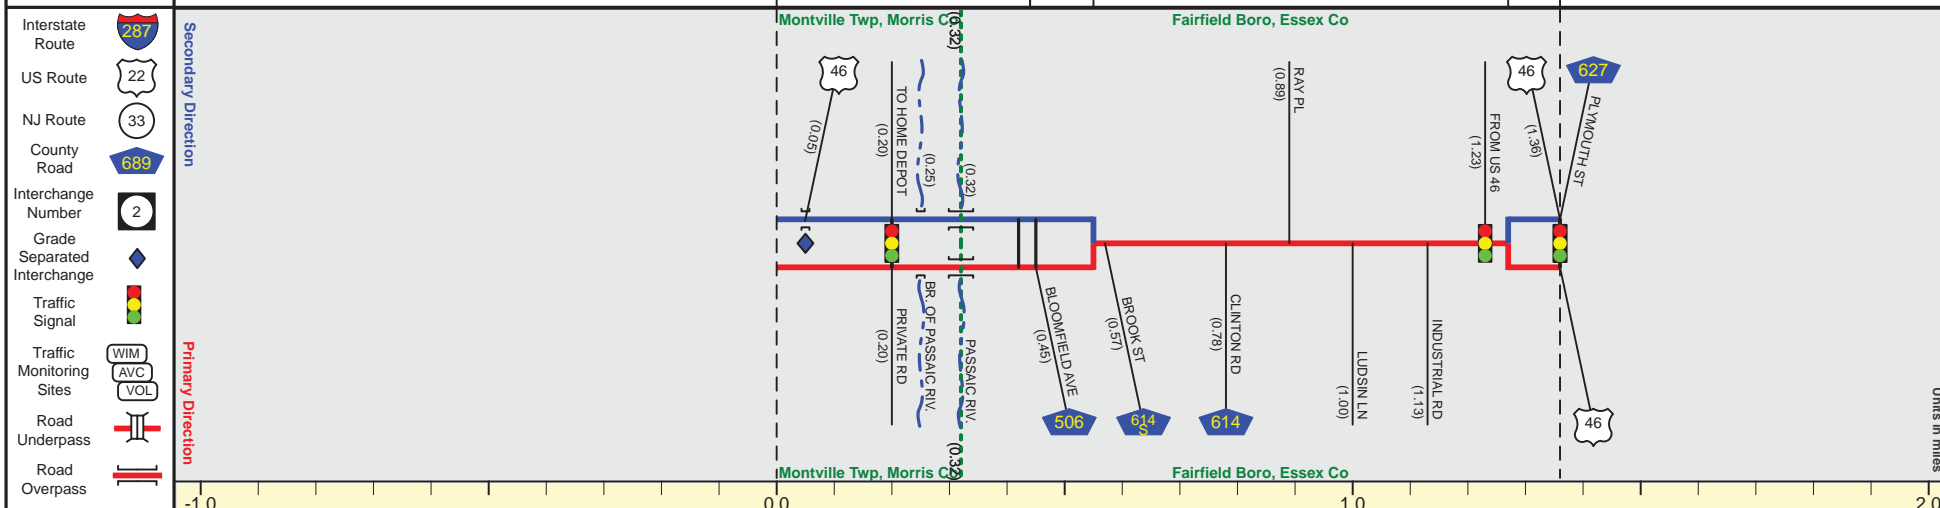 Interstate
Route
287
US Route
22
NJ Route
33
County
Road
689
Interchange
Number
2
Grade
Separated
Interchange
Traffic
Signal
Traffic
Monitoring
Sites
WIM
AVC
VOL
Road
Underpass
Road
Overpass
Secondary Direction
Primary Direction
Montville Twp, Morris C
(0.32)
Fairfield Boro, Essex Co
46
(0.05)
TO HOME DEPOT
(0.20)
(0.25)
(0.32)
RAY PL
(0.89)
FROM US 46
(1.23)
46
(1.36)
627
PLYMOUTH ST
PRIVATE RD
(0.20)
BR. OF PASSAIC RIV.
PASSAIC RIV.
BLOOMFIELD AVE
(0.45)
506
BROOK ST
(0.57)
614
S
CLINTON RD
(0.78)
614
LUDSIN LN
(1.00)
INDUSTRIAL RD
(1.13)
46
Montville Twp, Morris C
(0.32)
Fairfield Boro, Essex Co
Units in miles
-1.0
0.0
1.0
2.0